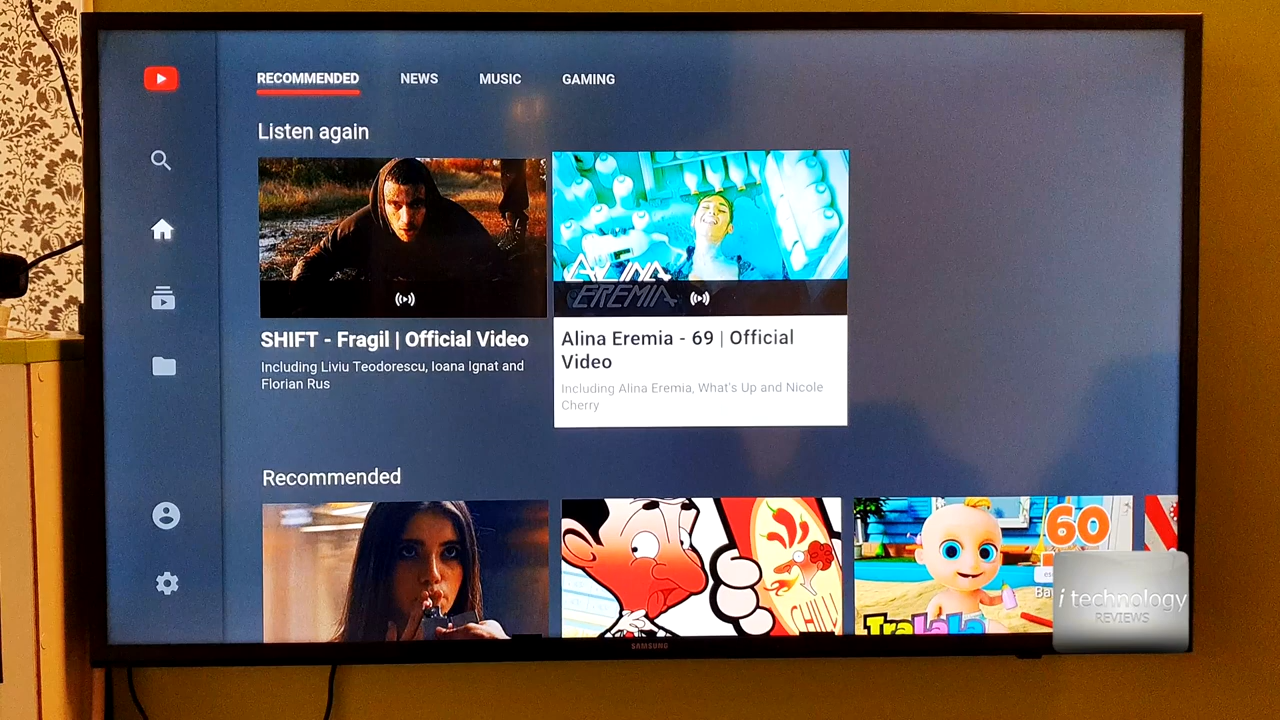 RECOMMENDED NEWS MUSIC GAMING
Listen again
ALINA
EREMIA
SHIFT - Fragil | Official Video
Including Liviu Teodorescu, Ioana Ignat and
Florian Rus
Alina Eremia - 69 | Official
Video
Including Alina Eremia, What's Up and Nicole
Cherry
Recommended
CHILL
60
Ba
TraLaLa
i technology
REVIEWS
SAMSUNG